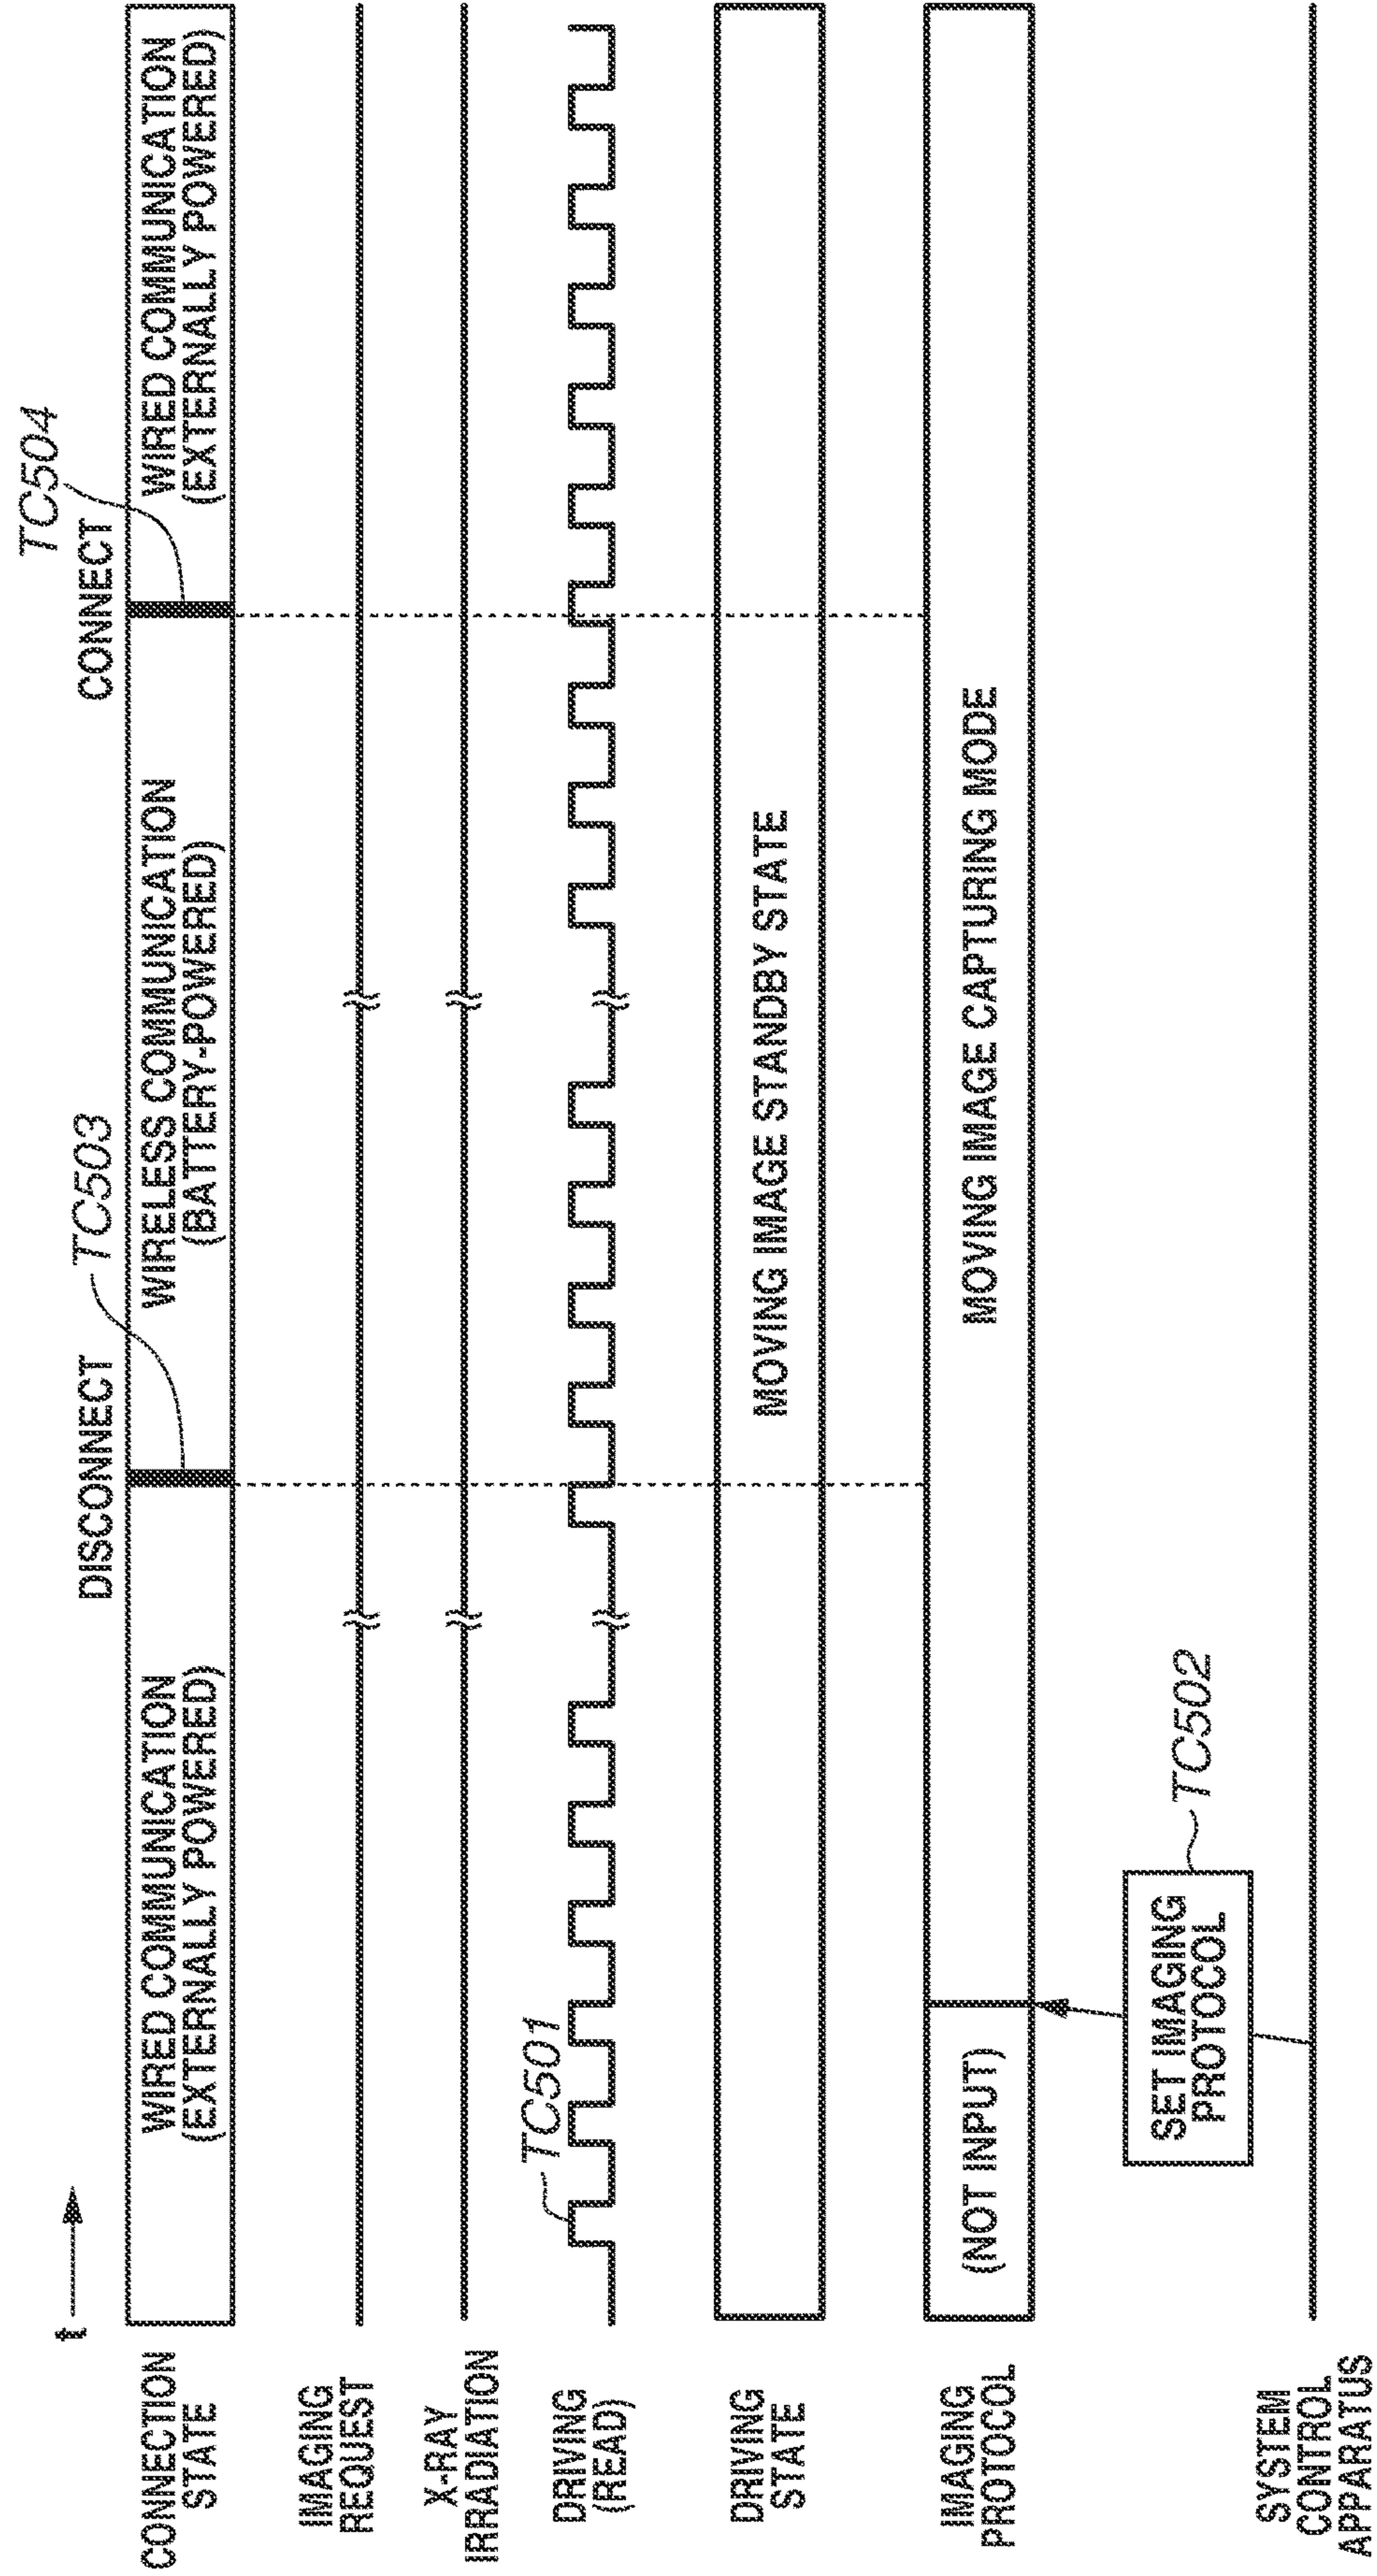 t
DISCONNECT
TC503
CONNECT
TC504
CONNECTION
STATE
WIRED COMMUNICATION
(EXTERNALLY POWERED)
WIRELESS COMMUNICATION
(BATTERY-POWERED)
WIRED COMMUNICATION
(EXTERNALLY POWERED)
IMAGING
REQUEST
X-RAY
IRRADIATION
TC501
DRIVING
(READ)
DRIVING
STATE
MOVING IMAGE STANDBY STATE
IMAGING
PROTOCOL
(NOT INPUT)
MOVING IMAGE CAPTURING MODE
SET IMAGING
PROTOCOL
TC502
SYSTEM
CONTROL
APPARATUS